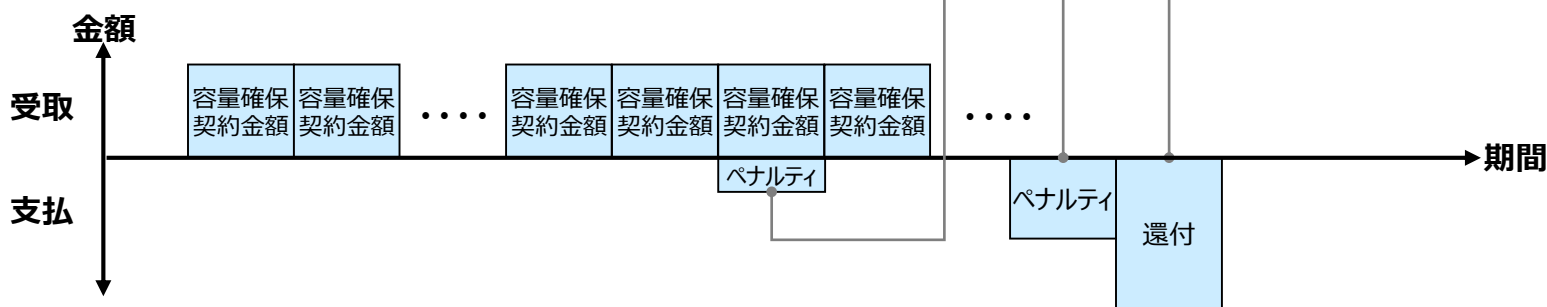 金額
受取
容量確保
契約金額
容量確保
契約金額
・・・・
容量確保
契約金額
容量確保
契約金額
容量確保
契約金額
容量確保
契約金額
・・・・
期間
支払
ペナルティ
ペナルティ
還付